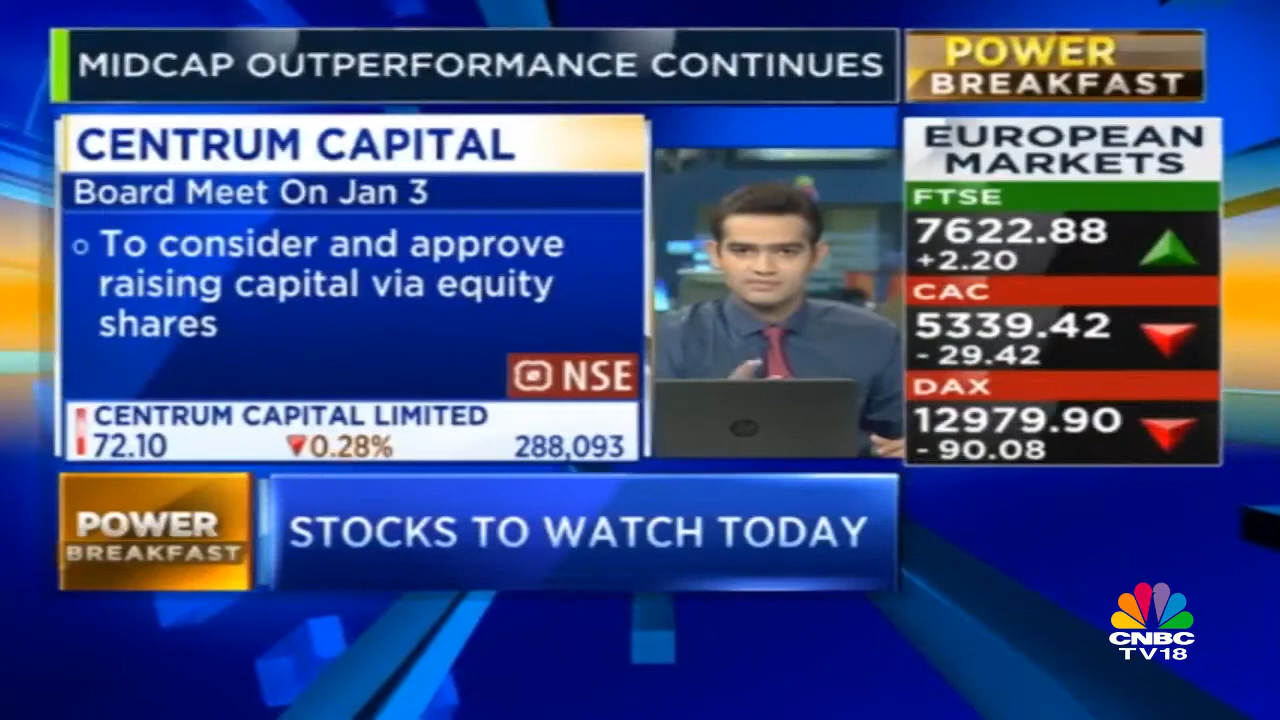 MIDCAP OUTPERFORMANCE CONTINUES
POWER
BREAKFAST
CENTRUM CAPITAL
Board Meet On Jan 3
To consider and approve
raising capital via equity
shares
NSE
CENTRUM CAPITAL LIMITED
72.10 ▼0.28% 288,093
EUROPEAN
MARKETS
FTSE
7622.88
+2.20
CAC
5339.42
- 29.42
DAX
12979.90
- 90.08
POWER
BREAKFAST
STOCKS TO WATCH TODAY
CNBC
TV18